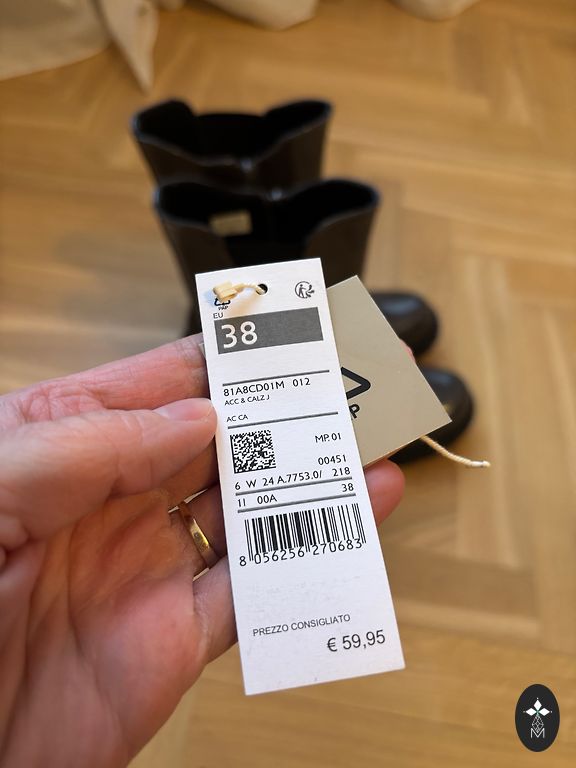 PAP
EU
38
81A8CD01M 012
ACC & CALZ J
AC CA
MP. 01
00451
6 W 24 A.7753.0/ 218
1I 00A 38
8 056256 270683
PREZZO CONSIGLIATO
€ 59,95
P
M